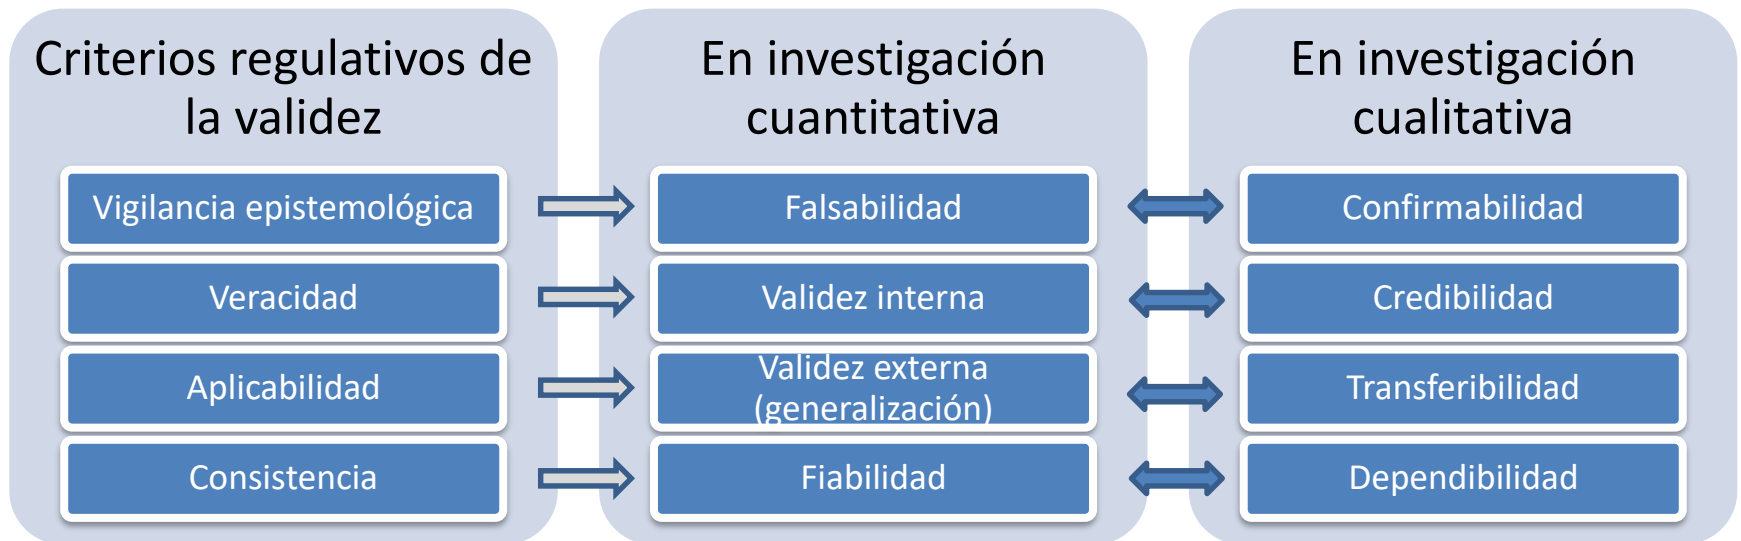 Criterios regulativos de
la validez
Vigilancia epistemológica
Veracidad
Aplicabilidad
Consistencia
En investigación
cuantitativa
Falsabilidad
Validez interna
Validez externa
(generalización)
Fiabilidad
En investigación
cualitativa
Confirmabilidad
Credibilidad
Transferibilidad
Dependibilidad